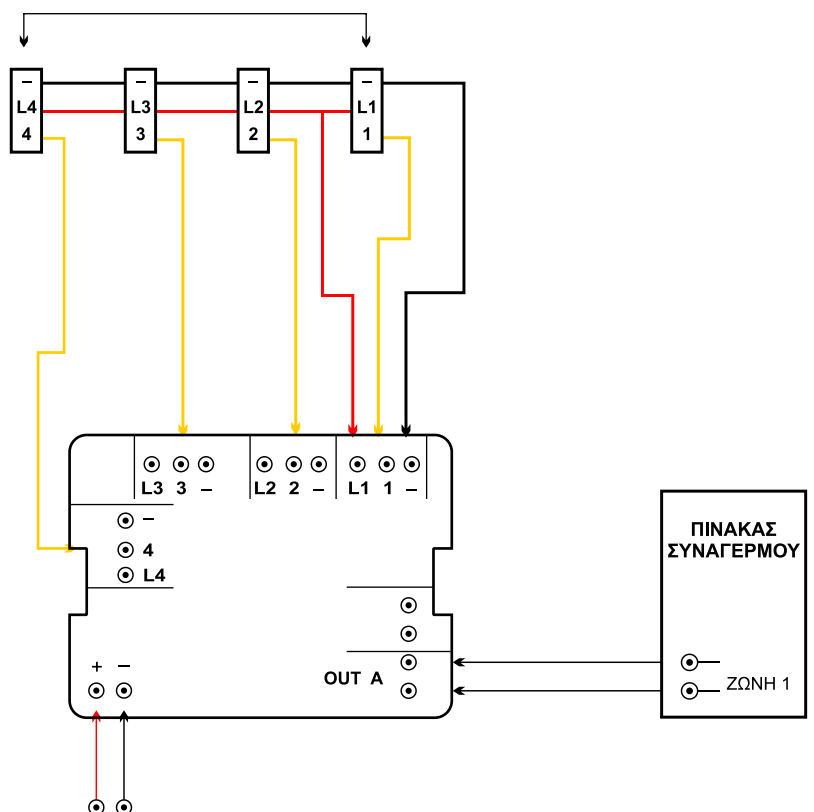 – – – –
L4 L3 L2 L1
4 3 2 1
L3 3 – L2 2 – L1 1 –
–
4
L4
ΠΙΝΑΚΑΣ
ΣΥΝΑΓΕΡΜΟΥ
+ –
OUT A
ΖΩΝΗ 1